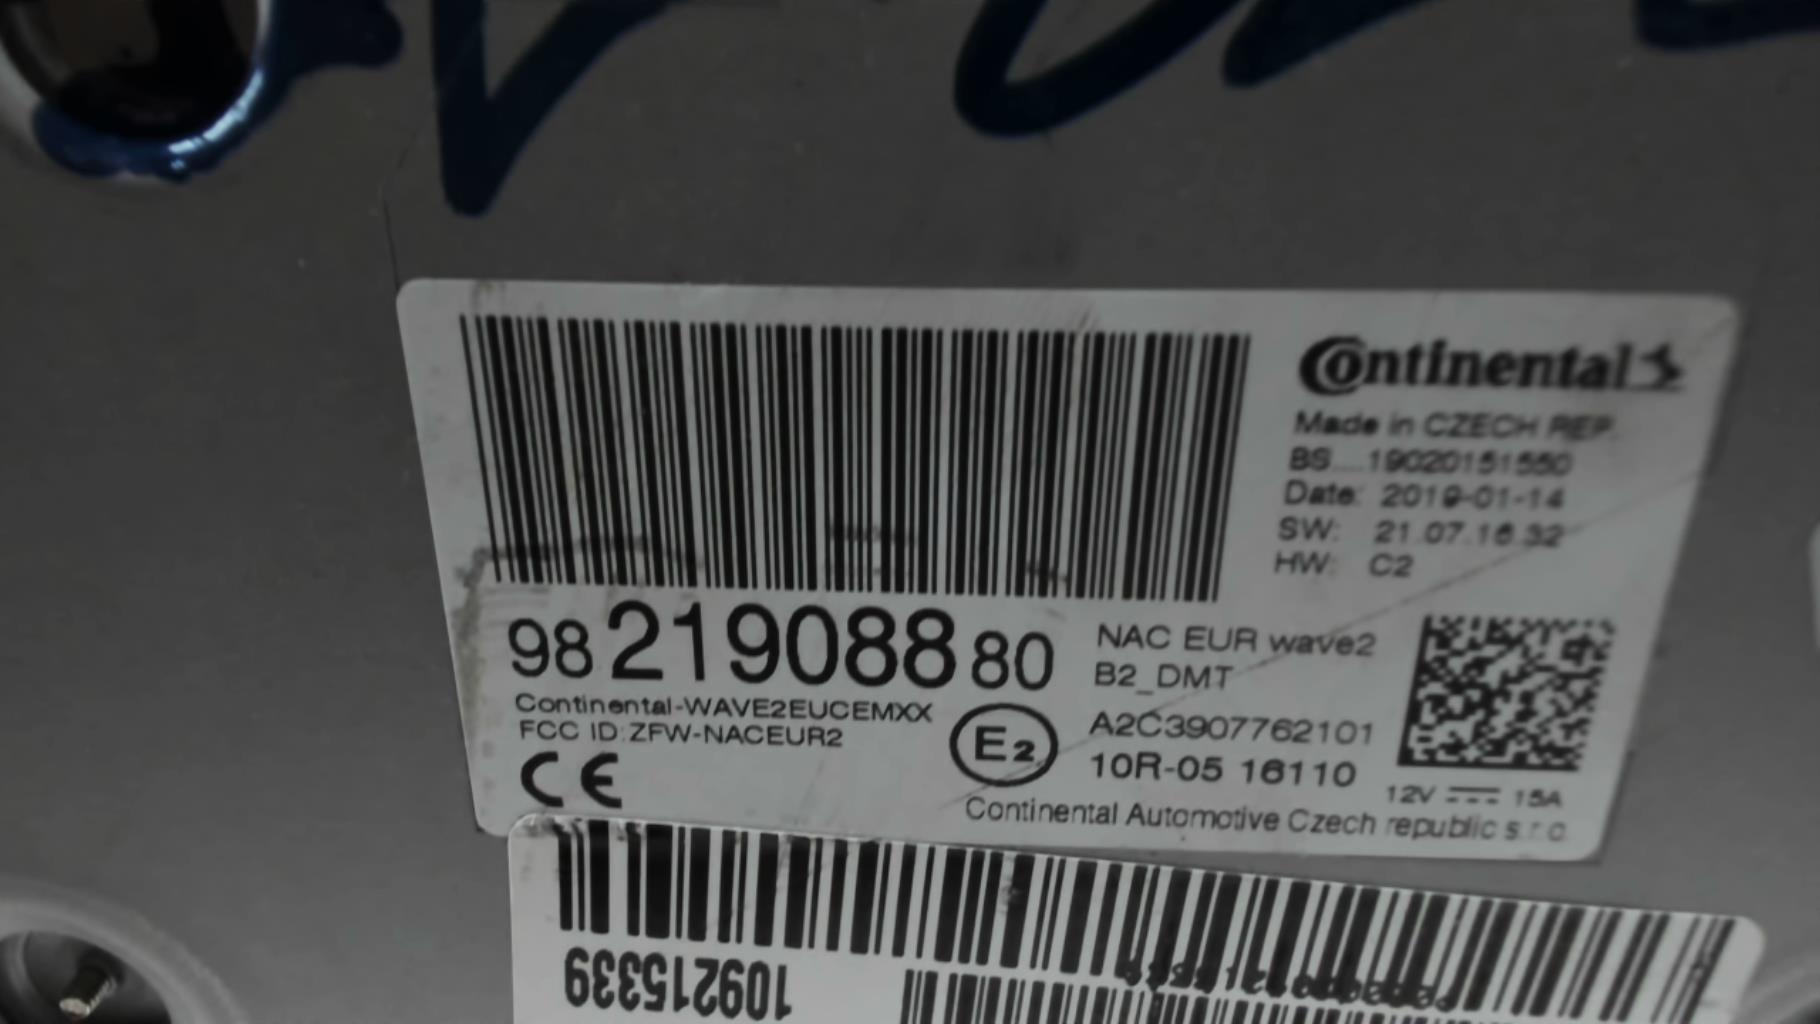 Continental
Made in CZECH REP.
BS....19020151550
Date: 2019-01-14
SW: 21.07.16.32
HW: C2
98 219088 80
NAC EUR wave2
B2_DMT
Continental-WAVE2EUCEMXX
FCC ID:ZFW-NACEUR2
CE
E2
A2C3907762101
10R-05 16110
12V 15A
Continental Automotive Czech republic s.r.o.
109215339